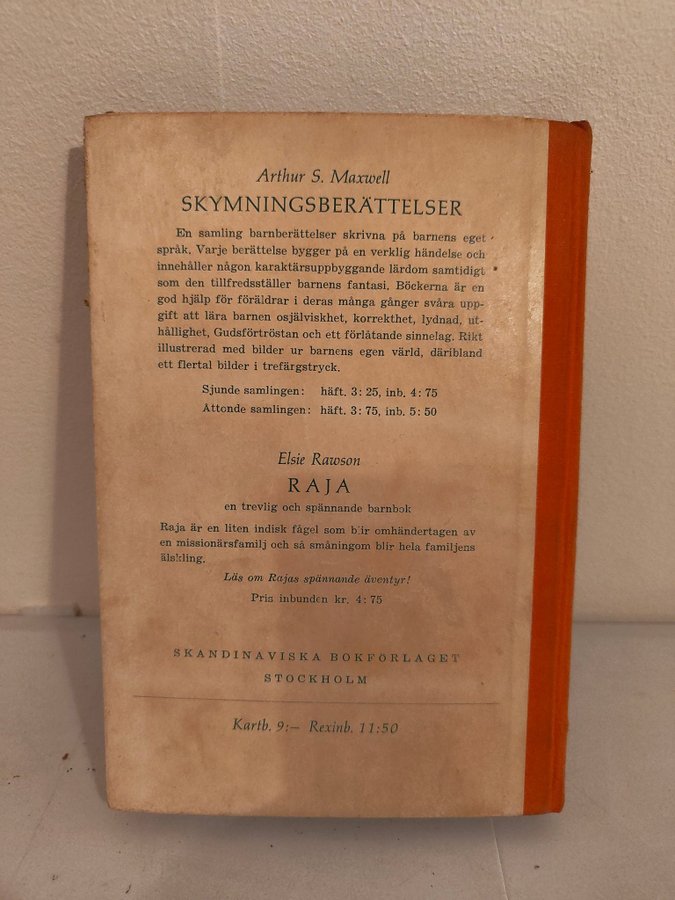 Arthur S. Maxwell
SKYMNINGSBERÄTTELSER
En samling barnberättelser skrivna på barnens eget
språk. Varje berättelse bygger på en verklig händelse och
innehåller någon karaktärsuppbyggande lärdom samtidigt
som den tillfredsställer barnens fantasi. Böckerna är en
god hjälp för föräldrar i deras många gånger svåra upp-
gift att lära barnen osjälviskhet, korrekthet, lydnad, ut-
hållighet, Gudsförtröstan och ett förlåtande sinnelag. Rikt
illustrerad med bilder ur barnens egen värld, däribland
ett flertal bilder i trefärgstryck.
Sjunde samlingen: häft. 3: 25, inb. 4: 75
Åttonde samlingen: häft. 3: 75, inb. 5: 50
Elsie Rawson
RAJA
en trevlig och spännande barnbok
Raja är en liten indisk fågel som blir omhändertagen av
en missionärsfamilj och så småningom blir hela familjens
älskling.
Läs om Rajas spännande äventyr!
Pris inbunden kr. 4: 75
SKANDINAVISKA BOKFÖRLAGET
STOCKHOLM
Kartb. 9:— Rexinb. 11:50